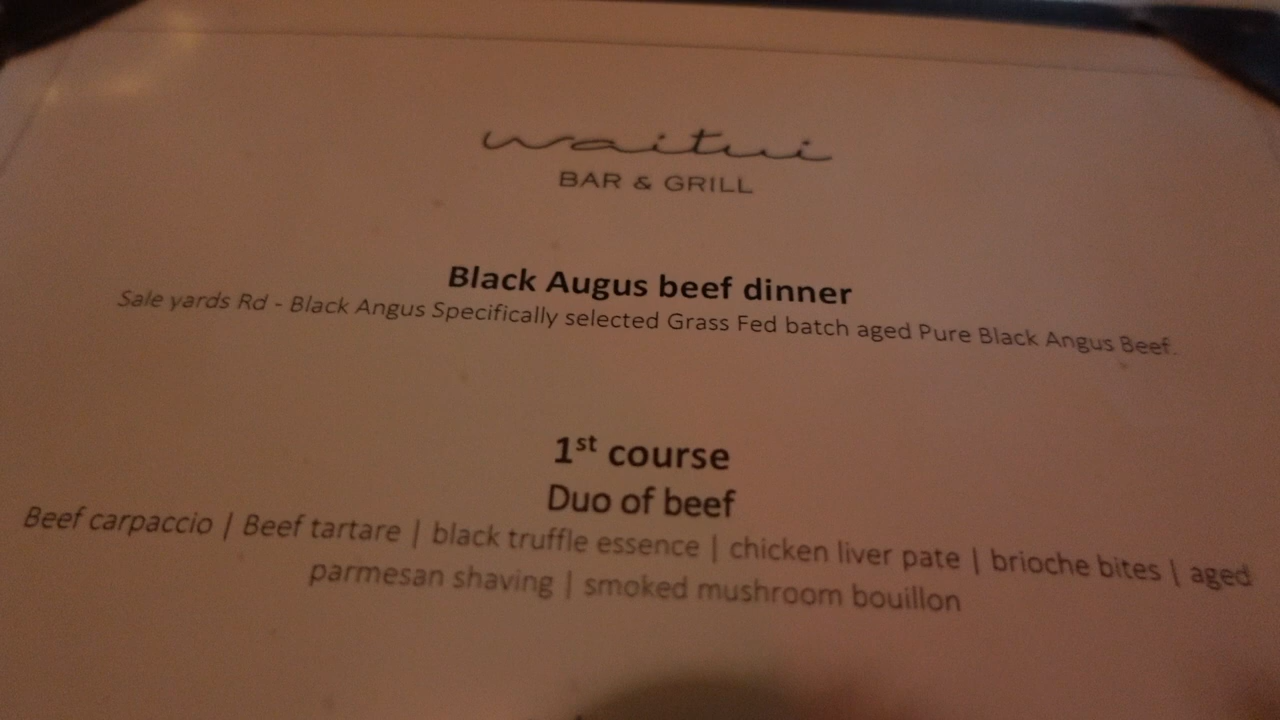 waitui
BAR & GRILL
Black Augus beef dinner
Sale yards Rd - Black Angus Specifically selected Grass Fed batch aged Pure Black Angus Beef.
1st course
Duo of beef
Beef carpaccio | Beef tartare | black truffle essence | chicken liver pate | brioche bites | aged
parmesan shaving | smoked mushroom bouillon